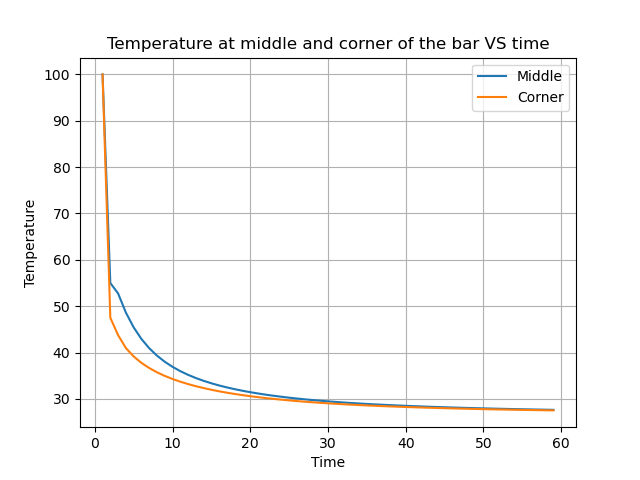 Temperature at middle and corner of the bar VS time
Middle
Corner
Temperature
100
90
80
70
60
50
40
30
0 10 20 30 40 50 60
Time